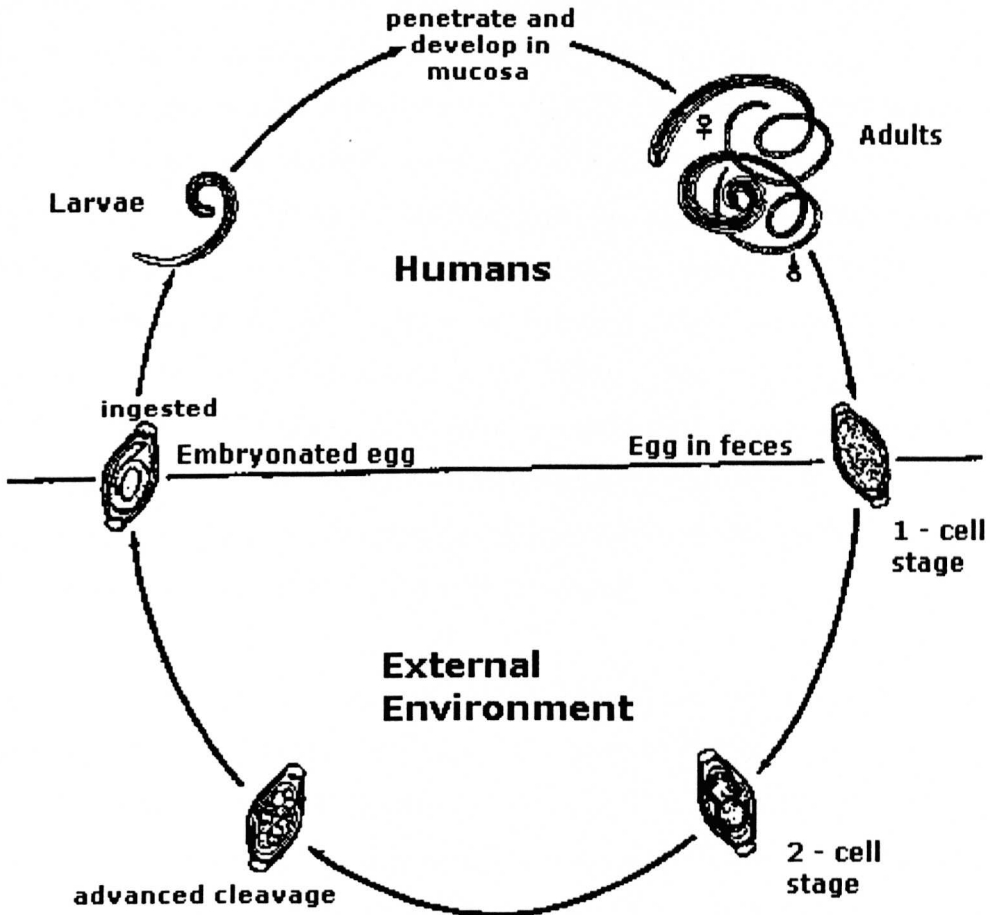 penetrate and
develop in
mucosa
♀
Adults
Larvae
Humans
♂
ingested
Embryonated egg
Egg in feces
1 - cell
stage
External
Environment
2 - cell
stage
advanced cleavage